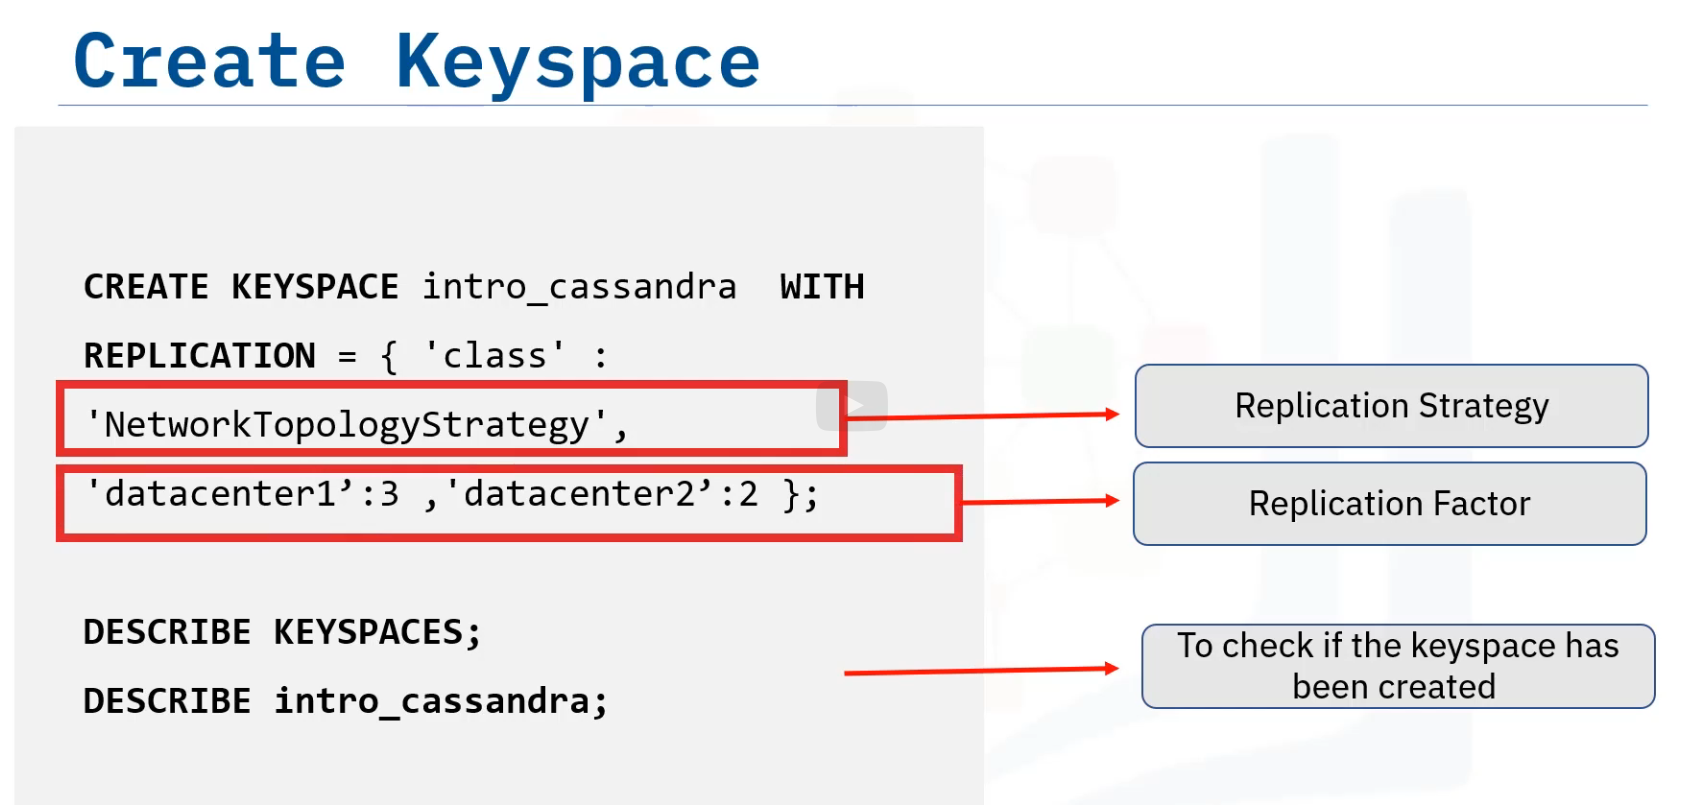 Create Keyspace
CREATE KEYSPACE intro_cassandra  WITH
REPLICATION = { 'class' :
'NetworkTopologyStrategy',
'datacenter1’:3 ,'datacenter2’:2 };
Replication Strategy
Replication Factor
DESCRIBE KEYSPACES;
DESCRIBE intro_cassandra;
To check if the keyspace has
been created